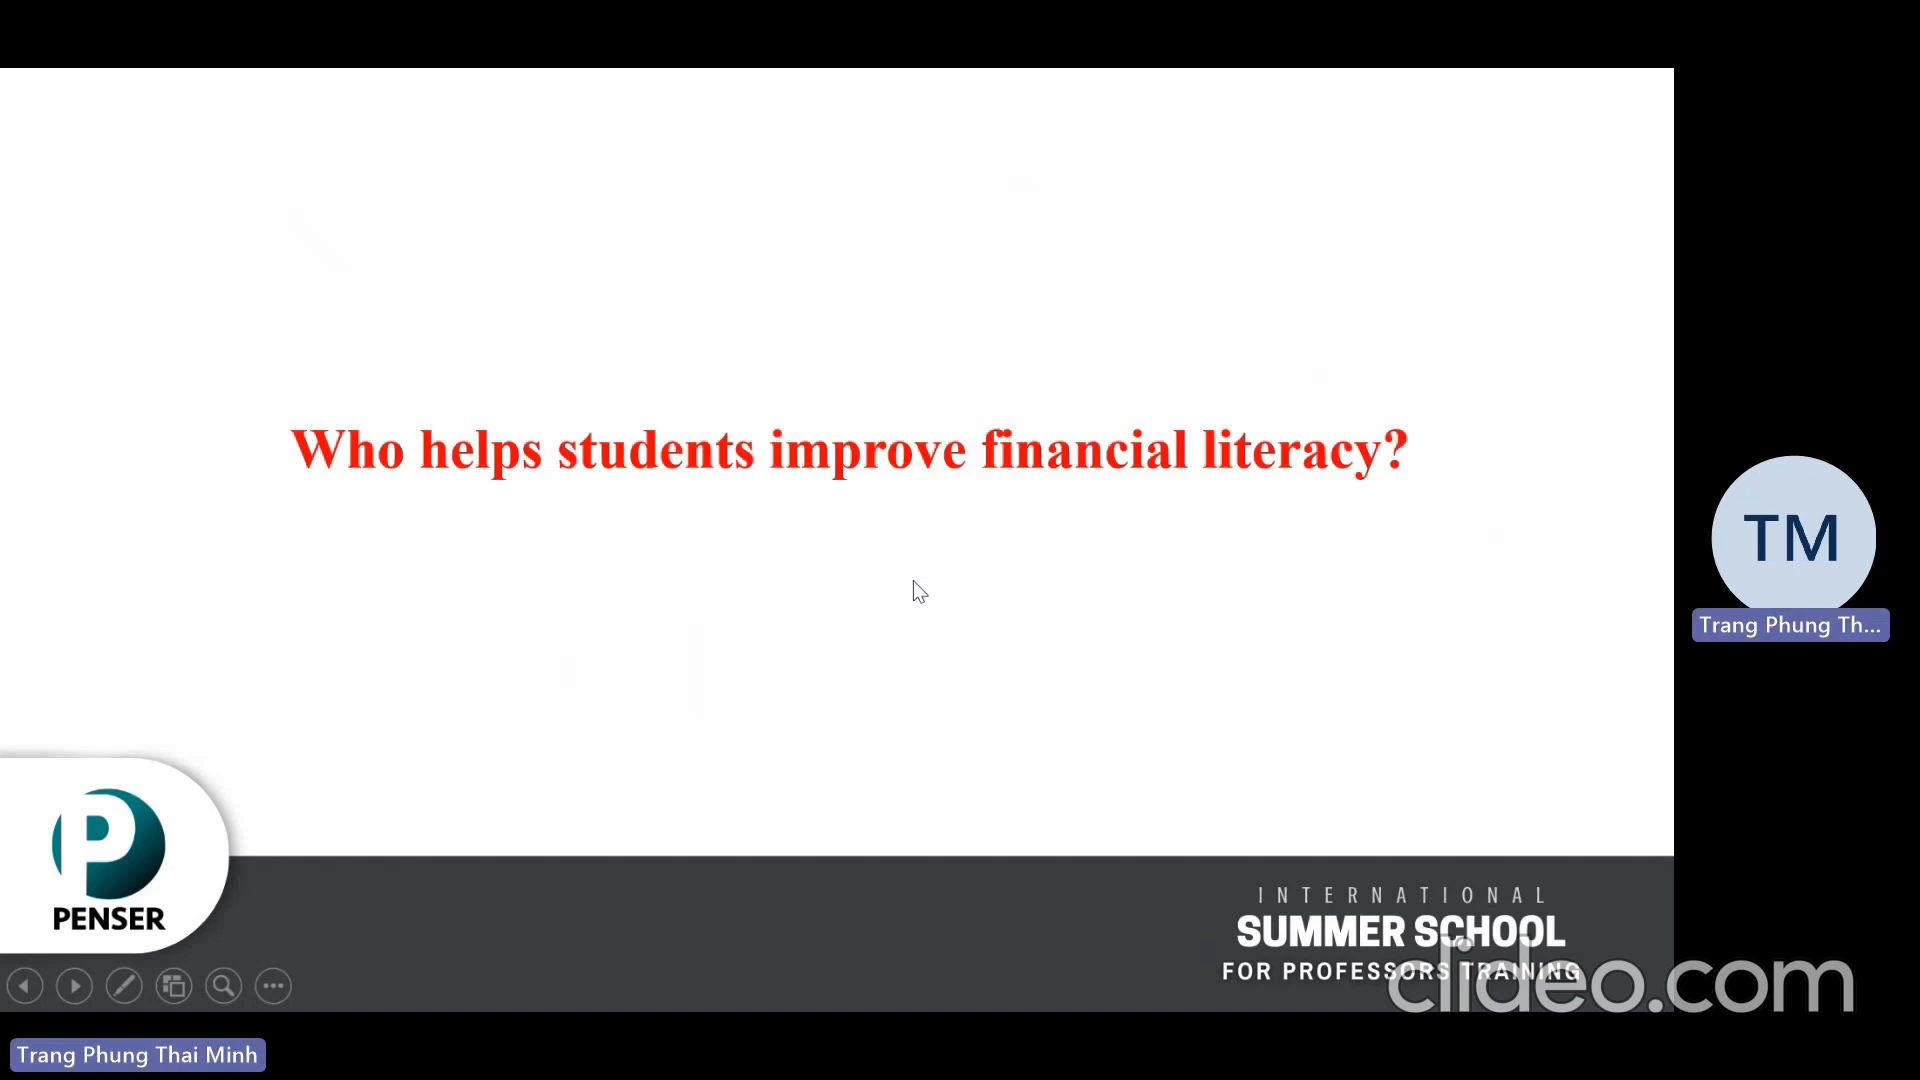 Who helps students improve financial literacy?
TM
Trang Phung Th...
PENSER
INTERNATIONAL
SUMMER SCHOOL
FOR PROFESSORS TRAINING
clideo.com
Trang Phung Thai Minh